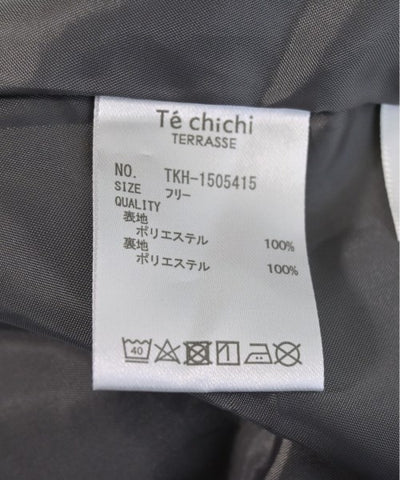 Té chichi
TERRASSE
NO. TKH-1505415
SIZE フリー
QUALITY
表地
ポリエステル 100%
裏地
ポリエステル 100%
40